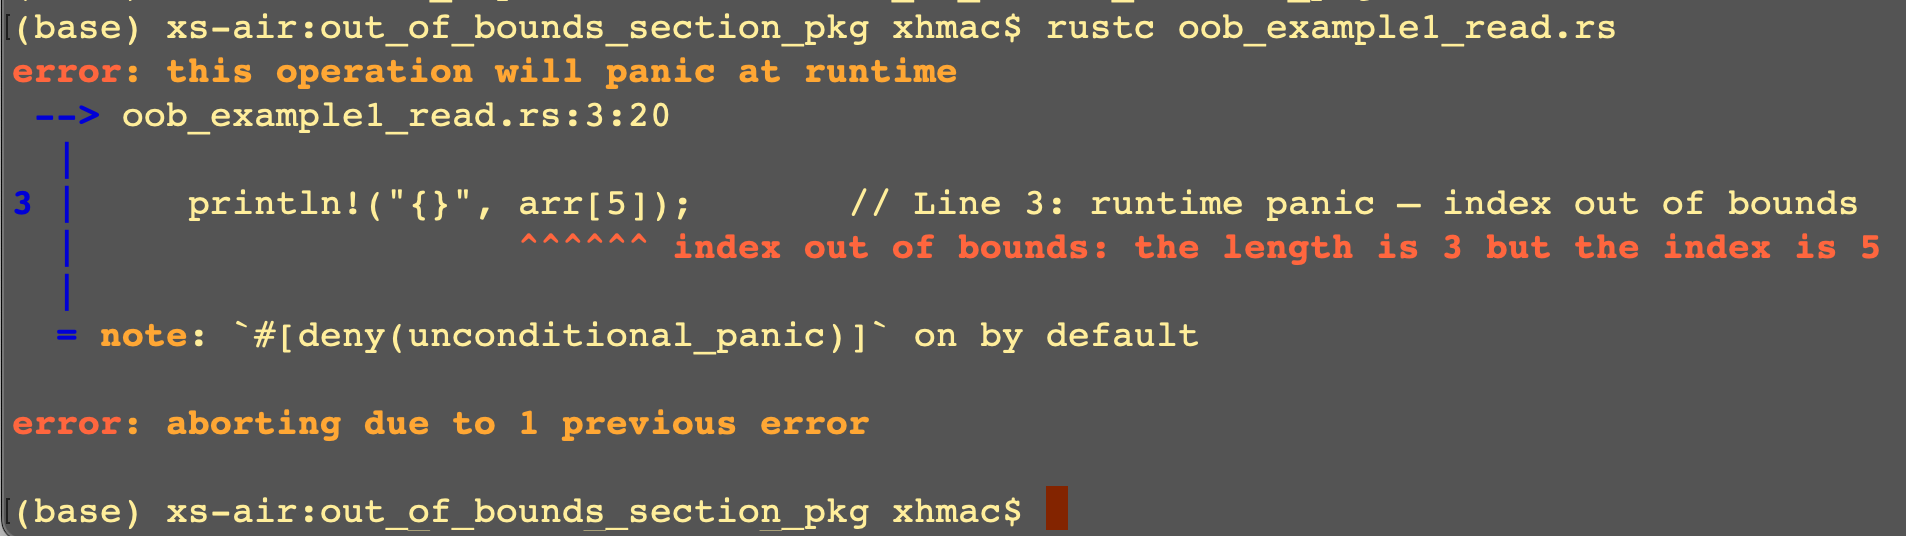 (base) xs-air:out_of_bounds_section_pkg xhmac$ rustc oob_example1_read.rs
error: this operation will panic at runtime
 --> oob_example1_read.rs:3:20
  |
3 |     println!("{}", arr[5]);       // Line 3: runtime panic — index out of bounds
  |                    ^^^^^^ index out of bounds: the length is 3 but the index is 5
  |
  = note: `#[deny(unconditional_panic)]` on by default
error: aborting due to 1 previous error
(base) xs-air:out_of_bounds_section_pkg xhmac$